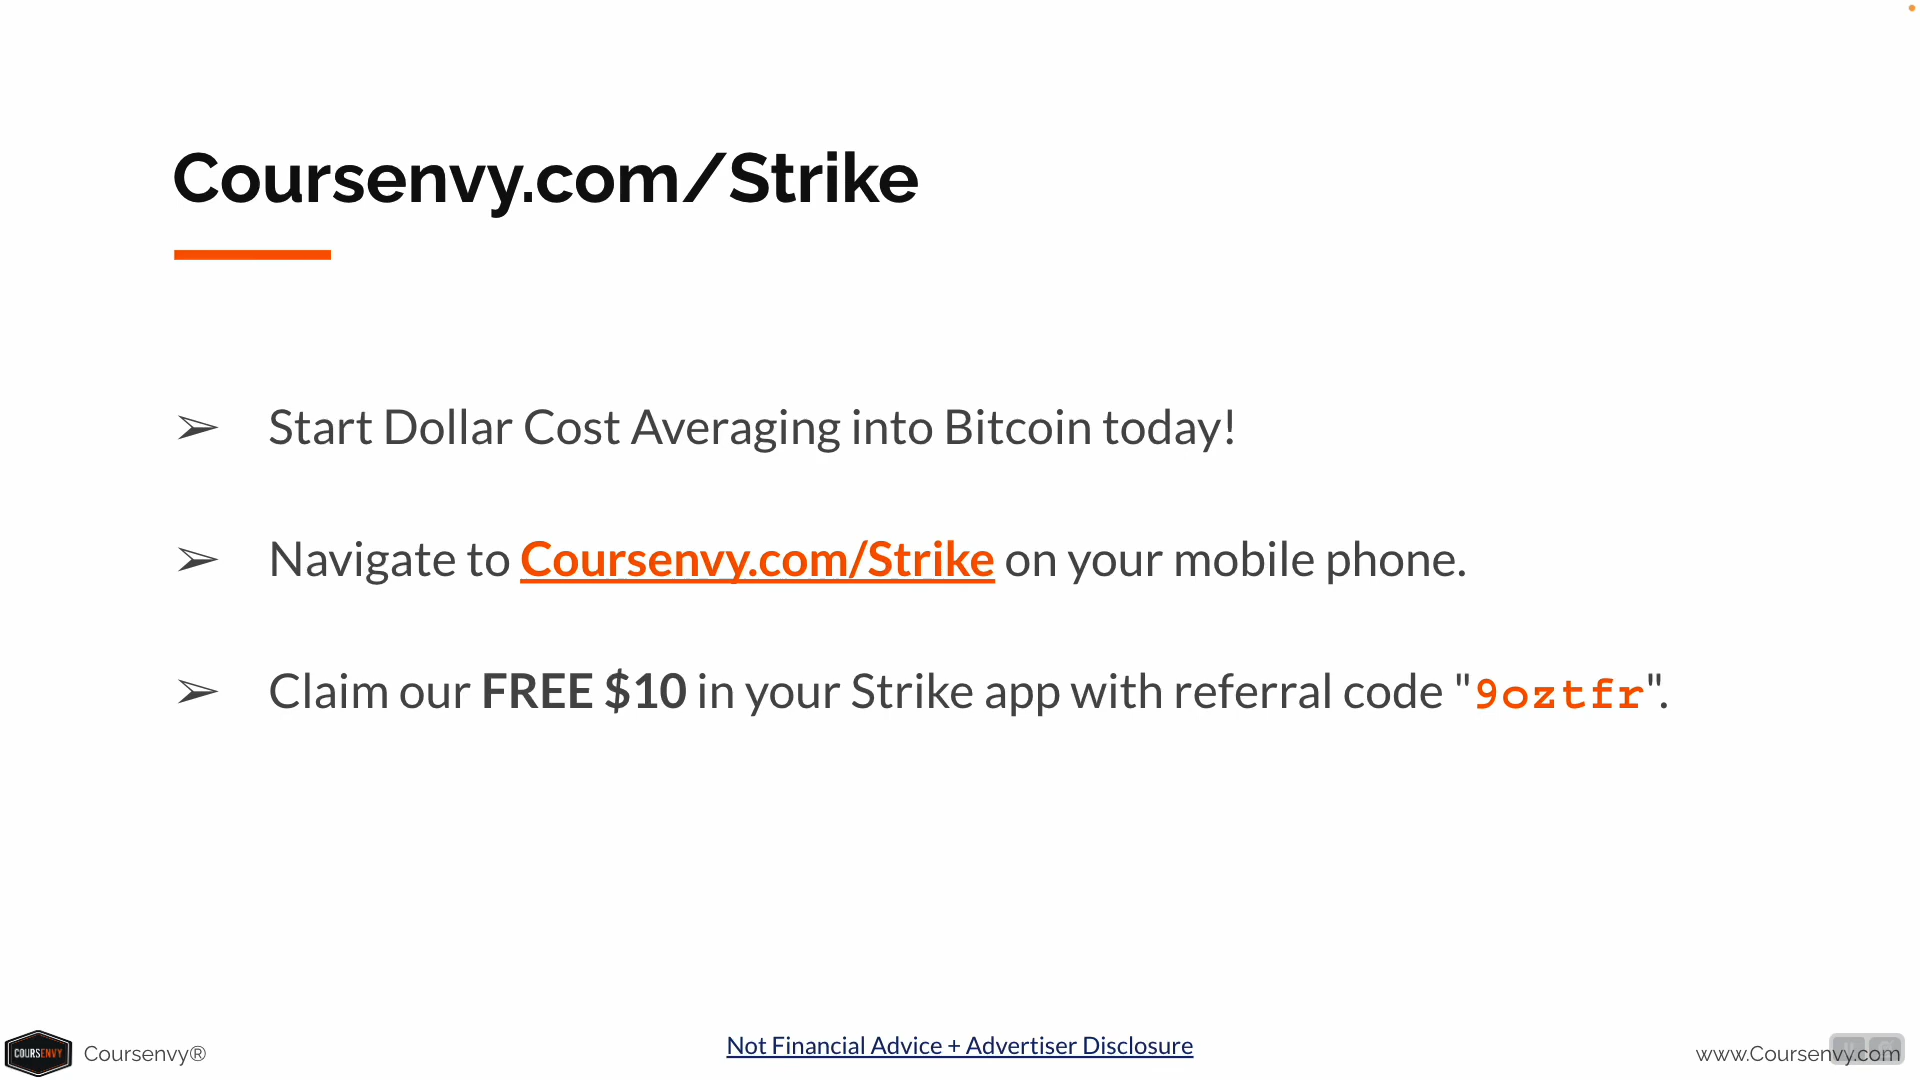 Coursenvy.com/Strike
➢ Start Dollar Cost Averaging into Bitcoin today!
➢ Navigate to Coursenvy.com/Strike on your mobile phone.
➢ Claim our FREE $10 in your Strike app with referral code "9oztfr".
COURSENVY
Coursenvy®
Not Financial Advice + Advertiser Disclosure
www.Coursenvy.com